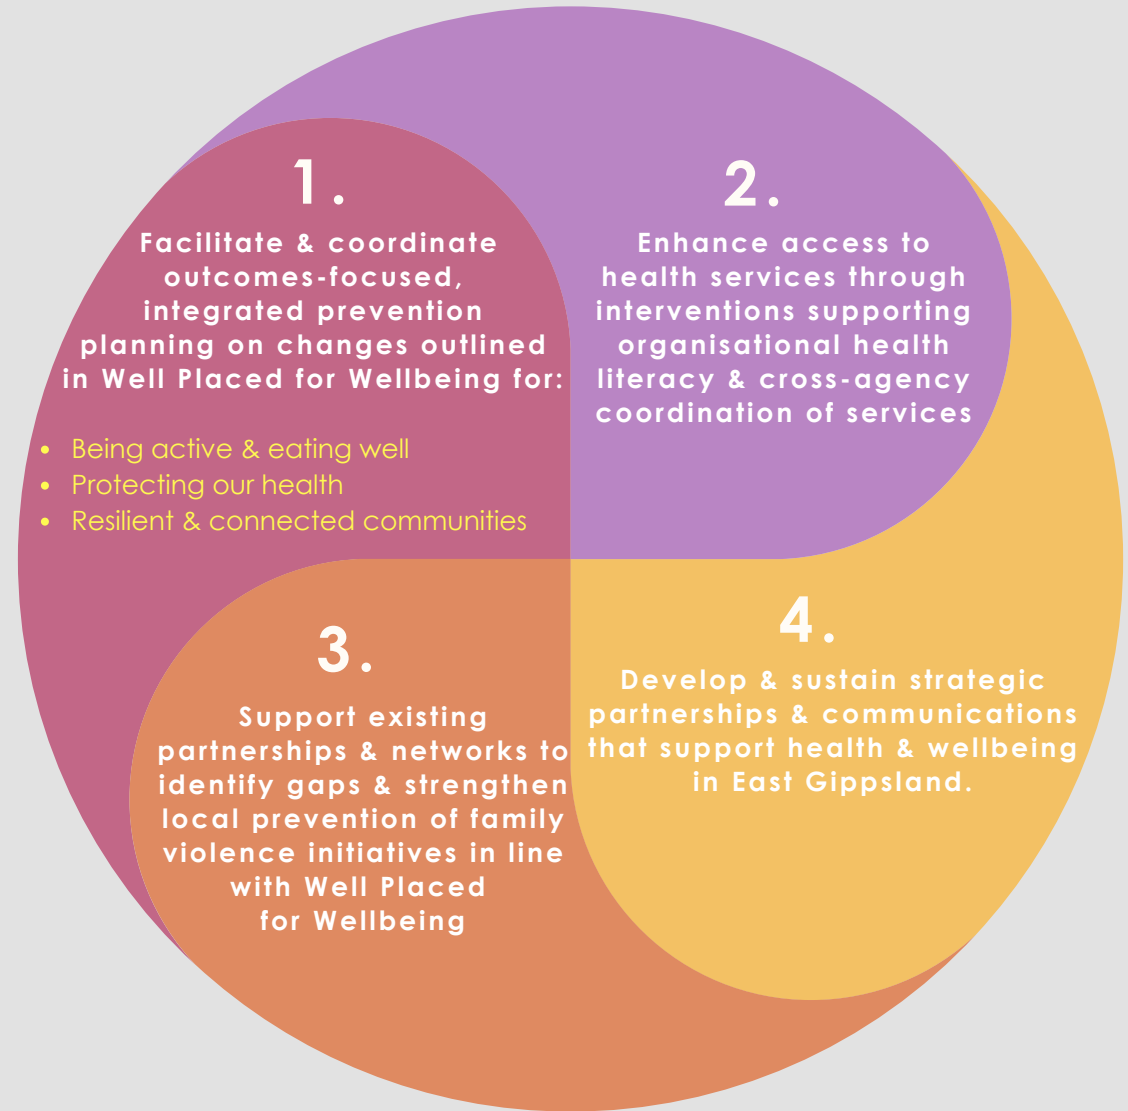 1.
Facilitate & coordinate
outcomes-focused,
integrated prevention
planning on changes outlined
in Well Placed for Wellbeing for:
• Being active & eating well
• Protecting our health
• Resilient & connected communities
2.
Enhance access to
health services through
interventions supporting
organisational health
literacy & cross-agency
coordination of services
3.
Support existing
partnerships & networks to
identify gaps & strengthen
local prevention of family
violence initiatives in line
with Well Placed
for Wellbeing
4.
Develop & sustain strategic
partnerships & communications
that support health & wellbeing
in East Gippsland.